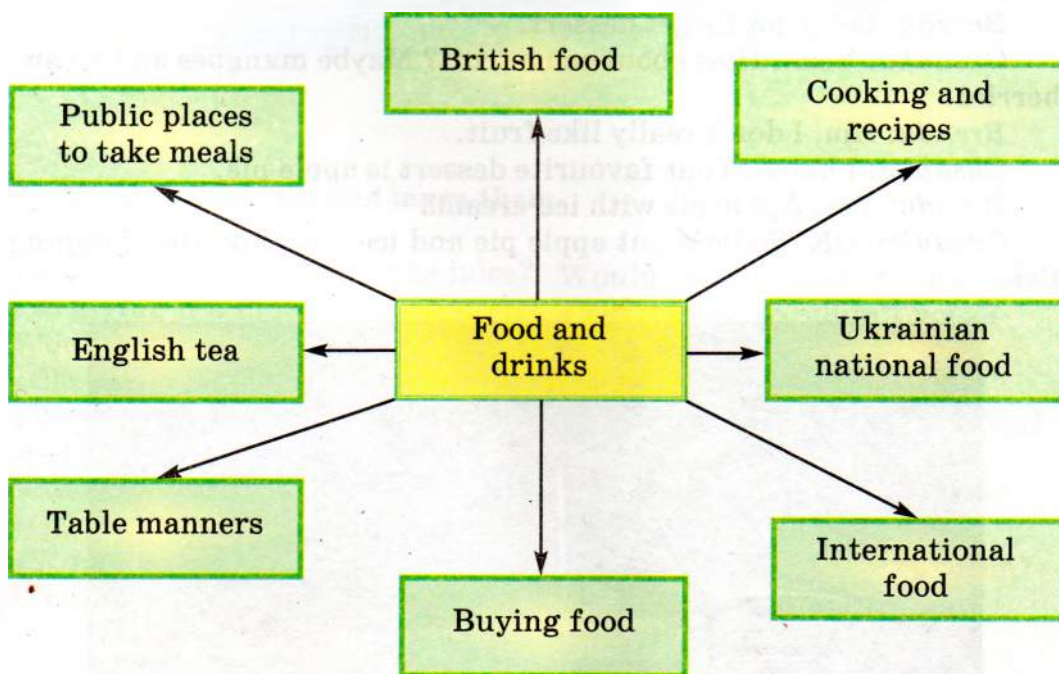 British food
Public places
to take meals
Cooking and
recipes
English tea
Food and
drinks
Ukrainian
national food
Table manners
Buying food
International
food